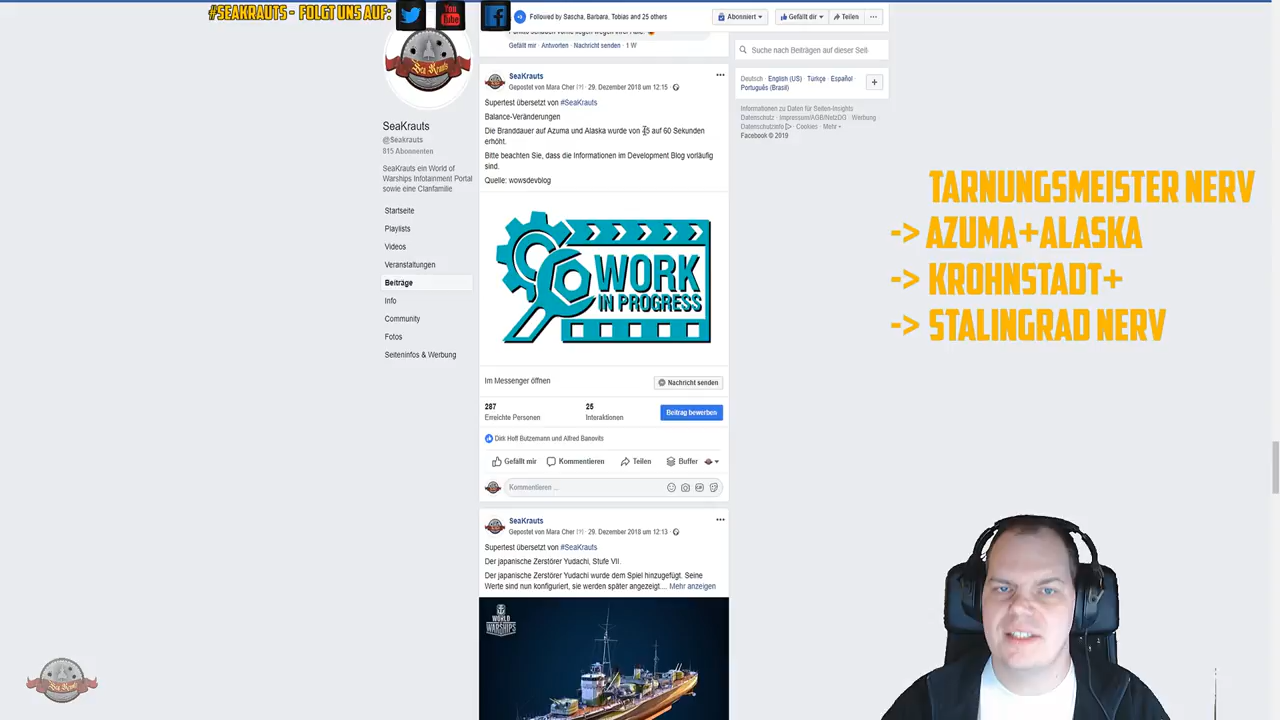 #SEAKRAUTS - FOLGT UNS AUF:
You Tube
Followed by Sascha, Barbara, Tobias and 25 others
Abonniert
Gefällt dir
Teilen
Gefällt mir · Antworten · Nachricht senden · 1 W
Sea Krauts
SeaKrauts
@Seakrauts
815 Abonnenten
SeaKrauts ein World of
Warships Infotainment Portal
sowie eine Clanfamilie
Startseite
Playlists
Videos
Veranstaltungen
Beiträge
Info
Community
Fotos
Seiteninfos & Werbung
SeaKrauts
Gepostet von Mara Cher [?] · 29. Dezember 2018 um 12:15 ·
Supertest übersetzt von #SeaKrauts
Balance-Veränderungen
Die Branddauer auf Azuma und Alaska wurde von 45 auf 60 Sekunden
erhöht.
Bitte beachten Sie, dass die Informationen im Development Blog vorläufig
sind.
Quelle: wowsdevblog
WORK
IN PROGRESS
Im Messenger öffnen
Nachricht senden
287
Erreichte Personen
25
Interaktionen
Beitrag bewerben
Dirk Hoff Butzemann und Alfred Banovits
Gefällt mir
Kommentieren
Teilen
Buffer
Kommentieren ...
SeaKrauts
Gepostet von Mara Cher [?] · 29. Dezember 2018 um 12:13 ·
Supertest übersetzt von #SeaKrauts
Der japanische Zerstörer Yudachi, Stufe VII.
Der japanische Zerstörer Yudachi wurde dem Spiel hinzugefügt. Seine
Werte sind nun konfiguriert, sie werden später angezeigt.... Mehr anzeigen
WORLD
WARSHIPS
Suche nach Beiträgen auf dieser Seit
Deutsch · English (US) · Türkçe · Español ·
Português (Brasil)
Informationen zu Daten für Seiten-Insights
Datenschutz · Impressum/AGB/NetzDG · Werbung ·
Datenschutzinfo · Cookies · Mehr
Facebook © 2019
TARNUNGSMEISTER NERV
-> AZUMA+ALASKA
-> KROHNSTADT+
-> STALINGRAD NERV
Sea Krauts